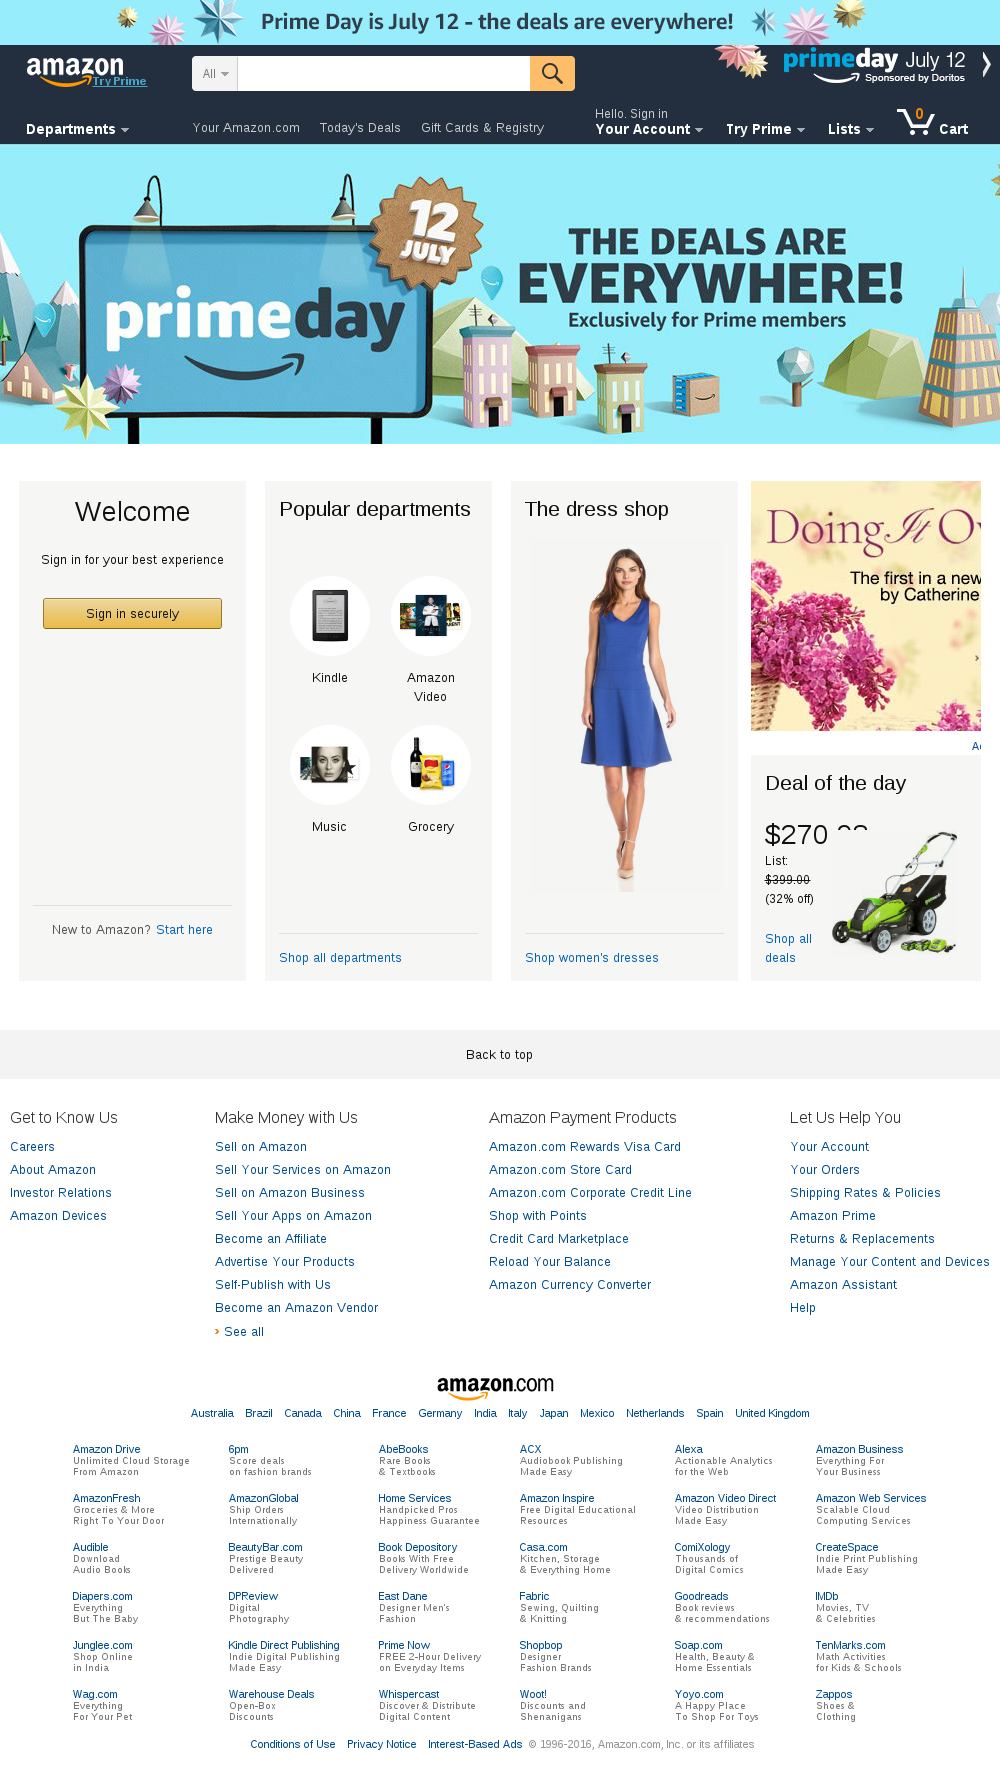 Prime Day is July 12 - the deals are everywhere!
amazon
Try Prime
All
primeday July 12
Sponsored by Doritos
Departments
Your Amazon.com Today's Deals Gift Cards & Registry
Hello. Sign in
Your Account
Try Prime
Lists
0
Cart
12
JULY
primeday
THE DEALS ARE
EVERYWHERE!
Exclusively for Prime members
Welcome
Sign in for your best experience
Sign in securely
New to Amazon? Start here
Popular departments
Kindle
Amazon
Video
Music
Grocery
Shop all departments
The dress shop
Shop women's dresses
Doing It Ov
The first in a new
by Catherine
Deal of the day
List:
$399.00
(32% off)
Shop all
deals
Back to top
Get to Know Us
Careers
About Amazon
Investor Relations
Amazon Devices
Make Money with Us
Sell on Amazon
Sell Your Services on Amazon
Sell on Amazon Business
Sell Your Apps on Amazon
Become an Affiliate
Advertise Your Products
Self-Publish with Us
Become an Amazon Vendor
› See all
Amazon Payment Products
Amazon.com Rewards Visa Card
Amazon.com Store Card
Amazon.com Corporate Credit Line
Shop with Points
Credit Card Marketplace
Reload Your Balance
Amazon Currency Converter
Let Us Help You
Your Account
Your Orders
Shipping Rates & Policies
Amazon Prime
Returns & Replacements
Manage Your Content and Devices
Amazon Assistant
Help
amazon.com
Australia Brazil Canada China France Germany India Italy Japan Mexico Netherlands Spain United Kingdom
Amazon Drive
Unlimited Cloud Storage
From Amazon
6pm
Score deals
on fashion brands
AbeBooks
Rare Books
& Textbooks
ACX
Audiobook Publishing
Made Easy
Alexa
Actionable Analytics
for the Web
Amazon Business
Everything For
Your Business
AmazonFresh
Groceries & More
Right To Your Door
AmazonGlobal
Ship Orders
Internationally
Home Services
Handpicked Pros
Happiness Guarantee
Amazon Inspire
Free Digital Educational
Resources
Amazon Video Direct
Video Distribution
Made Easy
Amazon Web Services
Scalable Cloud
Computing Services
Audible
Download
Audio Books
BeautyBar.com
Prestige Beauty
Delivered
Book Depository
Books With Free
Delivery Worldwide
Casa.com
Kitchen, Storage
& Everything Home
ComiXology
Thousands of
Digital Comics
CreateSpace
Indie Print Publishing
Made Easy
Diapers.com
Everything
But The Baby
DPReview
Digital
Photography
East Dane
Designer Men's
Fashion
Fabric
Sewing, Quilting
& Knitting
Goodreads
Book reviews
& recommendations
IMDb
Movies, TV
& Celebrities
Junglee.com
Shop Online
in India
Kindle Direct Publishing
Indie Digital Publishing
Made Easy
Prime Now
FREE 2-Hour Delivery
on Everyday Items
Shopbop
Designer
Fashion Brands
Soap.com
Health, Beauty &
Home Essentials
TenMarks.com
Math Activities
for Kids & Schools
Wag.com
Everything
For Your Pet
Warehouse Deals
Open-Box
Discounts
Whispercast
Discover & Distribute
Digital Content
Woot!
Discounts and
Shenanigans
Yoyo.com
A Happy Place
To Shop For Toys
Zappos
Shoes &
Clothing
Conditions of Use Privacy Notice Interest-Based Ads © 1996-2016, Amazon.com, Inc. or its affiliates